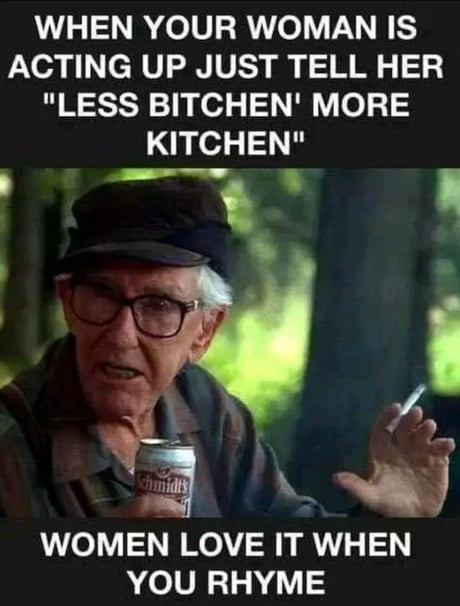 WHEN YOUR WOMAN IS
ACTING UP JUST TELL HER
"LESS BITCHEN' MORE
KITCHEN"
Schmidt's
WOMEN LOVE IT WHEN
YOU RHYME